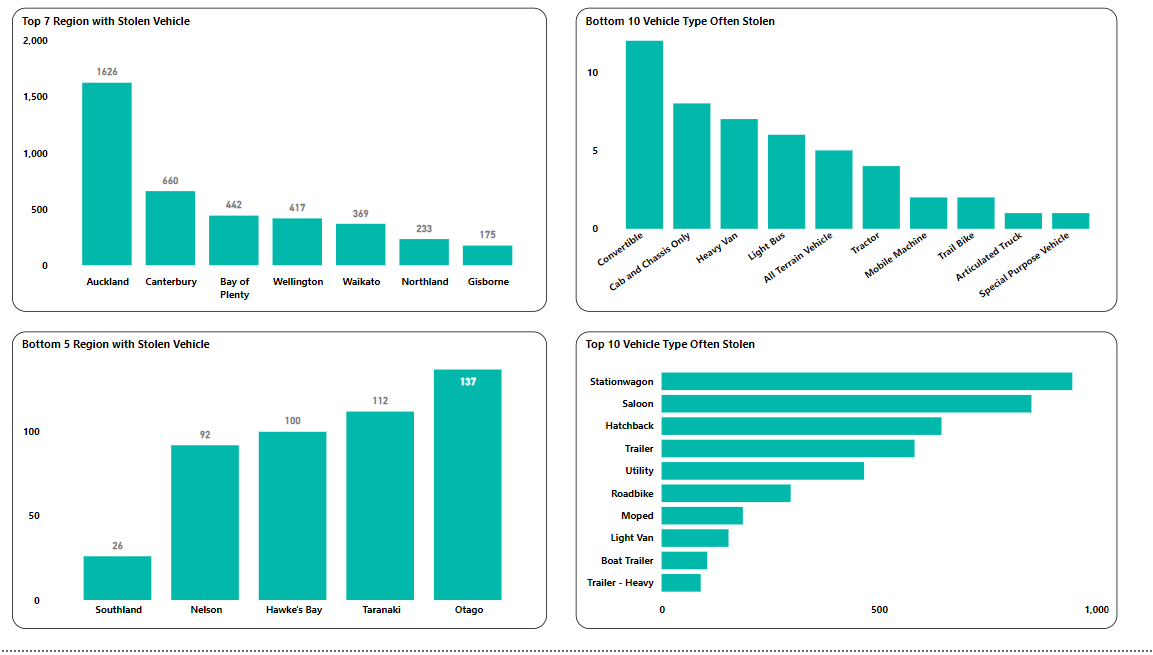 Top 7 Region with Stolen Vehicle
2,000
1,500
1,000
500
0
1626
660
442
417
369
233
175
Auckland
Canterbury
Bay of
Plenty
Wellington
Waikato
Northland
Gisborne
Bottom 10 Vehicle Type Often Stolen
10
5
0
Convertible
Cab and Chassis Only
Heavy Van
Light Bus
All Terrain Vehicle
Tractor
Mobile Machine
Trail Bike
Articulated Truck
Special Purpose Vehicle
Bottom 5 Region with Stolen Vehicle
100
50
0
26
92
100
112
137
Southland
Nelson
Hawke's Bay
Taranaki
Otago
Top 10 Vehicle Type Often Stolen
Stationwagon
Saloon
Hatchback
Trailer
Utility
Roadbike
Moped
Light Van
Boat Trailer
Trailer - Heavy
0
500
1,000